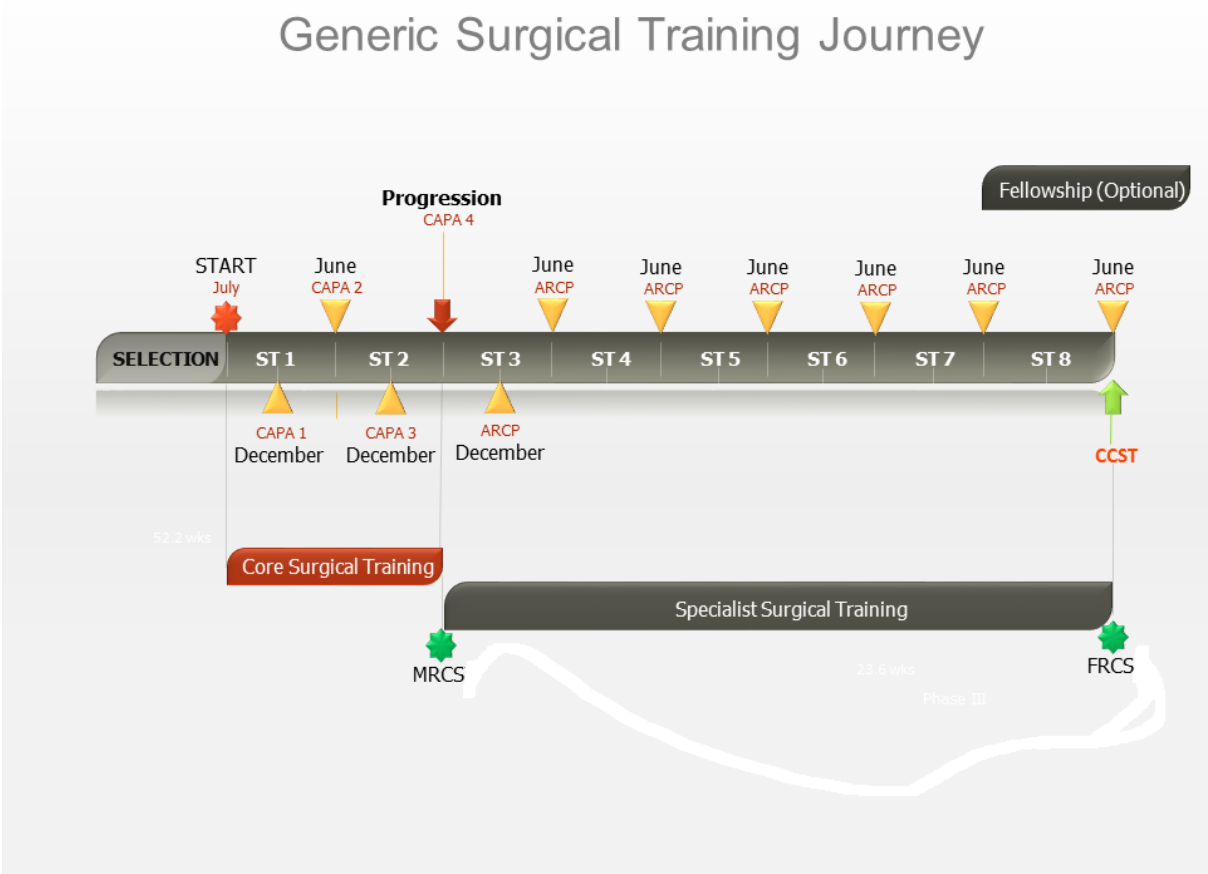 Generic Surgical Training Journey
Fellowship (Optional)
Progression
CAPA 4
START
July
June
CAPA 2
June
ARCP
June
ARCP
June
ARCP
June
ARCP
June
ARCP
June
ARCP
SELECTION
ST 1
ST 2
ST 3
ST 4
ST 5
ST 6
ST 7
ST 8
CAPA 1
December
CAPA 3
December
ARCP
December
CCST
52.2 wks
Core Surgical Training
Specialist Surgical Training
MRCS
FRCS
23.6 wks
Phase III